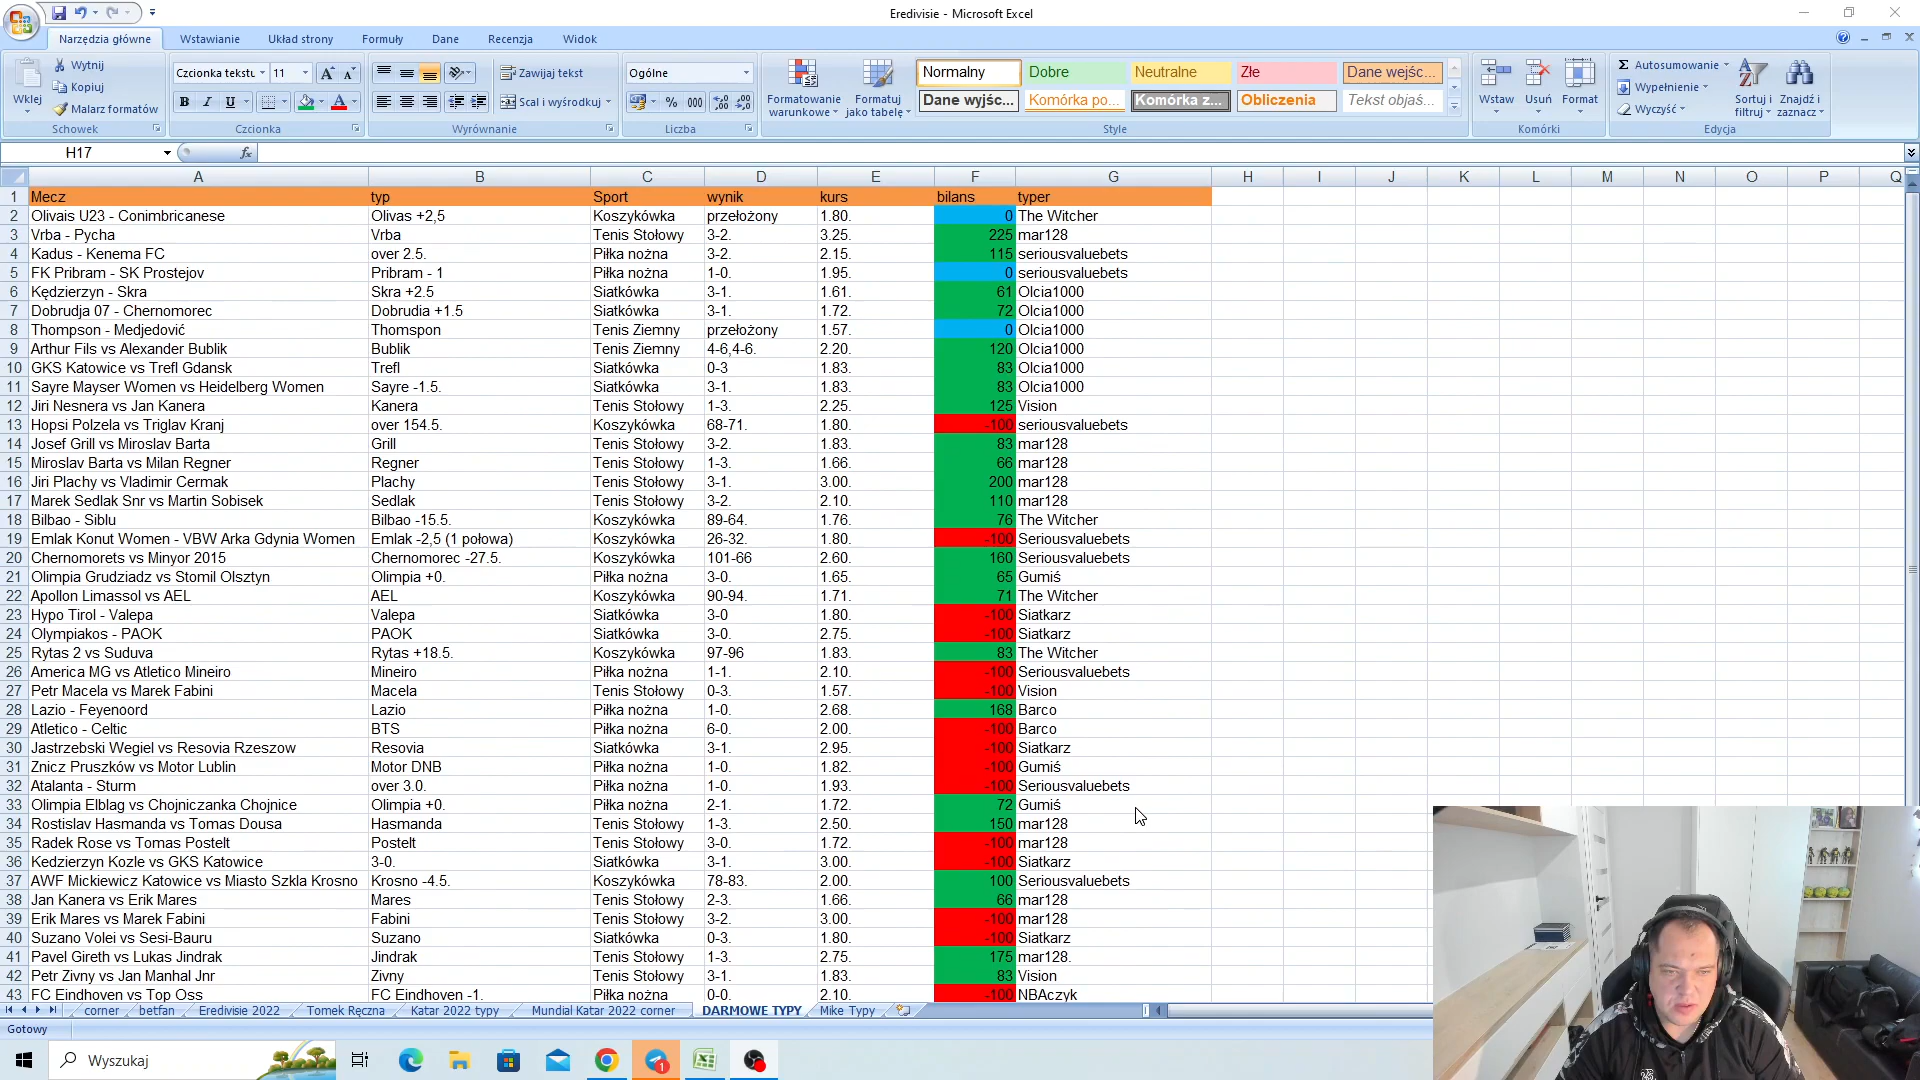 Eredivisie - Microsoft Excel
Narzędzia główne Wstawianie Układ strony Formuły Dane Recenzja Widok
Wklej Wytnij Kopiuj Malarz formatów Schowek
Czcionka tekstu 11 B I U Czcionka
Zawijaj tekst Scal i wyśrodkuj Wyrównanie
Ogólne % 000 Liczba
Formatowanie warunkowe Formatuj jako tabelę
Normalny Dobre Neutralne Złe Dane wejśc...
Dane wyjśc... Komórka po... Komórka z... Obliczenia Tekst objaś...
Style
Wstaw Usuń Format Komórki
Σ Autosumowanie Wypełnienie Wyczyść Sortuj i filtruj Znajdź i zaznacz Edycja
H17 fx
A B C D E F G H I J K L M N O P Q
1 Mecz typ Sport wynik kurs bilans typer
2 Olivais U23 - Conimbricanese Olivas +2,5 Koszykówka przełożony 1.80. 0 The Witcher
3 Vrba - Pycha Vrba Tenis Stołowy 3-2. 3.25. 225 mar128
4 Kadus - Kenema FC over 2.5. Piłka nożna 3-2. 2.15. 115 seriousvaluebets
5 FK Pribram - SK Prostejov Pribram - 1 Piłka nożna 1-0. 1.95. 0 seriousvaluebets
6 Kędzierzyn - Skra Skra +2.5 Siatkówka 3-1. 1.61. 61 Olcia1000
7 Dobrudja 07 - Chernomorec Dobrudia +1.5 Siatkówka 3-1. 1.72. 72 Olcia1000
8 Thompson - Medjedović Thomspon Tenis Ziemny przełożony 1.57. 0 Olcia1000
9 Arthur Fils vs Alexander Bublik Bublik Tenis Ziemny 4-6,4-6. 2.20. 120 Olcia1000
10 GKS Katowice vs Trefl Gdansk Trefl Siatkówka 0-3 1.83. 83 Olcia1000
11 Sayre Mayser Women vs Heidelberg Women Sayre -1.5. Siatkówka 3-1. 1.83. 83 Olcia1000
12 Jiri Nesnera vs Jan Kanera Kanera Tenis Stołowy 1-3. 2.25. 125 Vision
13 Hopsi Polzela vs Triglav Kranj over 154.5. Koszykówka 68-71. 1.80. -100 seriousvaluebets
14 Josef Grill vs Miroslav Barta Grill Tenis Stołowy 3-2. 1.83. 83 mar128
15 Miroslav Barta vs Milan Regner Regner Tenis Stołowy 1-3. 1.66. 66 mar128
16 Jiri Plachy vs Vladimir Cermak Plachy Tenis Stołowy 3-1. 3.00. 200 mar128
17 Marek Sedlak Snr vs Martin Sobisek Sedlak Tenis Stołowy 3-2. 2.10. 110 mar128
18 Bilbao - Siblu Bilbao -15.5. Koszykówka 89-64. 1.76. 76 The Witcher
19 Emlak Konut Women - VBW Arka Gdynia Women Emlak -2,5 (1 połowa) Koszykówka 26-32. 1.80. -100 Seriousvaluebets
20 Chernomorets vs Minyor 2015 Chernomorec -27.5. Koszykówka 101-66 2.60. 160 Seriousvaluebets
21 Olimpia Grudziadz vs Stomil Olsztyn Olimpia +0. Piłka nożna 3-0. 1.65. 65 Gumiś
22 Apollon Limassol vs AEL AEL Koszykówka 90-94. 1.71. 71 The Witcher
23 Hypo Tirol - Valepa Valepa Siatkówka 3-0 1.80. -100 Siatkarz
24 Olympiakos - PAOK PAOK Siatkówka 3-0. 2.75. -100 Siatkarz
25 Rytas 2 vs Suduva Rytas +18.5. Koszykówka 97-96 1.83. 83 The Witcher
26 America MG vs Atletico Mineiro Mineiro Piłka nożna 1-1. 2.10. -100 Seriousvaluebets
27 Petr Macela vs Marek Fabini Macela Tenis Stołowy 0-3. 1.57. -100 Vision
28 Lazio - Feyenoord Lazio Piłka nożna 1-0. 2.68. 168 Barco
29 Atletico - Celtic BTS Piłka nożna 6-0. 2.00. -100 Barco
30 Jastrzebski Wegiel vs Resovia Rzeszow Resovia Siatkówka 3-1. 2.95. -100 Siatkarz
31 Znicz Pruszków vs Motor Lublin Motor DNB Piłka nożna 1-0. 1.82. -100 Gumiś
32 Atalanta - Sturm over 3.0. Piłka nożna 1-0. 1.93. -100 Seriousvaluebets
33 Olimpia Elblag vs Chojniczanka Chojnice Olimpia +0. Piłka nożna 2-1. 1.72. 72 Gumiś
34 Rostislav Hasmanda vs Tomas Dousa Hasmanda Tenis Stołowy 1-3. 2.50. 150 mar128
35 Radek Rose vs Tomas Postelt Postelt Tenis Stołowy 3-0. 1.72. -100 mar128
36 Kedzierzyn Kozle vs GKS Katowice 3-0. Siatkówka 3-1. 3.00. -100 Siatkarz
37 AWF Mickiewicz Katowice vs Miasto Szkla Krosno Krosno -4.5. Koszykówka 78-83. 2.00. 100 Seriousvaluebets
38 Jan Kanera vs Erik Mares Mares Tenis Stołowy 2-3. 1.66. 66 mar128
39 Erik Mares vs Marek Fabini Fabini Tenis Stołowy 3-2. 3.00. -100 mar128
40 Suzano Volei vs Sesi-Bauru Suzano Siatkówka 0-3. 1.80. -100 Siatkarz
41 Pavel Gireth vs Lukas Jindrak Jindrak Tenis Stołowy 1-3. 2.75. 175 mar128.
42 Petr Zivny vs Jan Manhal Jnr Zivny Tenis Stołowy 3-1. 1.83. 83 Vision
43 FC Eindhoven vs Top Oss FC Eindhoven -1. Piłka nożna 0-0. 2.10. -100 NBAczyk
corner betfan Eredivisie 2022 Tomek Ręczna Katar 2022 typy Mundial Katar 2022 corner DARMOWE TYPY Mike Typy
Gotowy
Wyszukaj 1